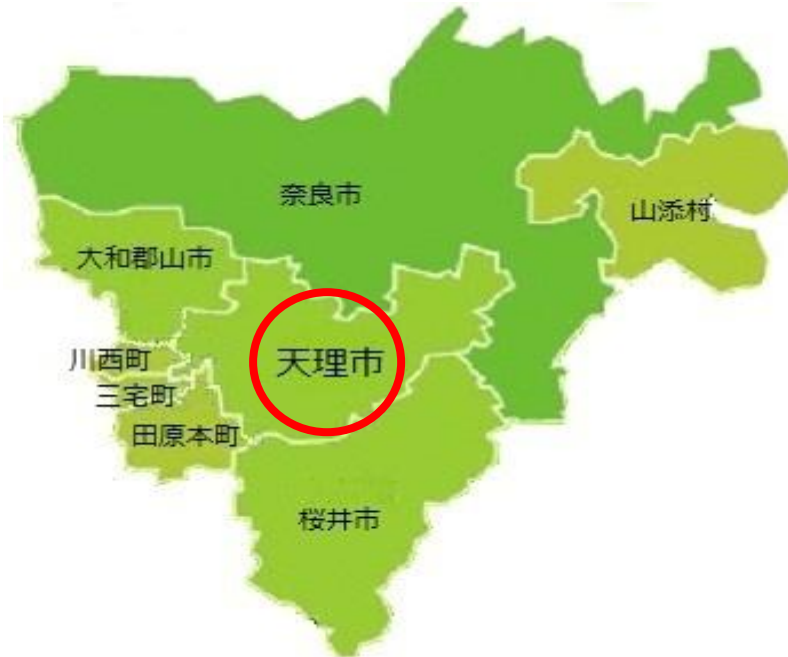 奈良市
山添村
大和郡山市
川西町
天理市
三宅町
田原本町
桜井市